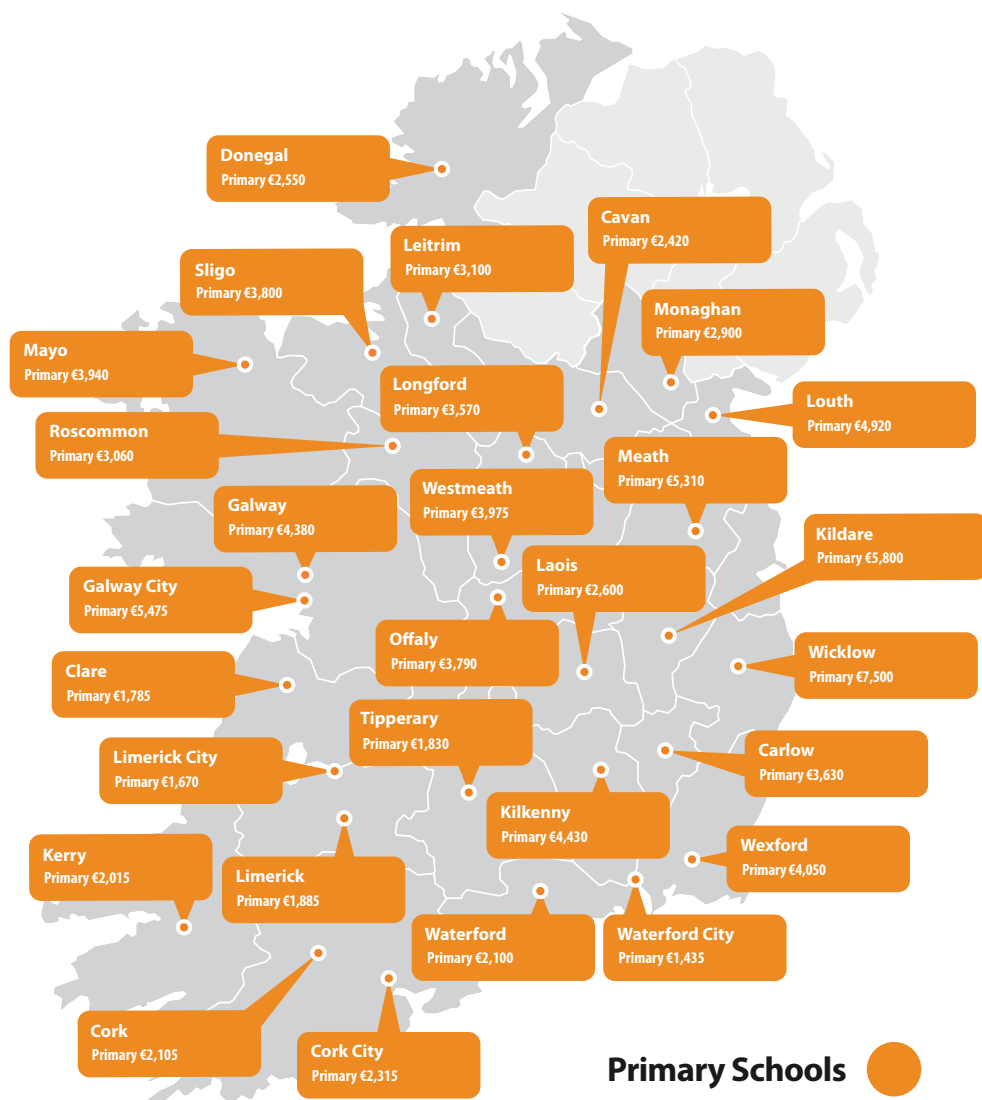 Donegal
Primary €2,550
Cavan
Primary €2,420
Leitrim
Primary €3,100
Sligo
Primary €3,800
Monaghan
Primary €2,900
Mayo
Primary €3,940
Longford
Primary €3,570
Louth
Primary €4,920
Roscommon
Primary €3,060
Meath
Primary €5,310
Westmeath
Primary €3,975
Galway
Primary €4,380
Kildare
Primary €5,800
Laois
Primary €2,600
Galway City
Primary €5,475
Offaly
Primary €3,790
Wicklow
Primary €7,500
Clare
Primary €1,785
Tipperary
Primary €1,830
Limerick City
Primary €1,670
Carlow
Primary €3,630
Kilkenny
Primary €4,430
Wexford
Primary €4,050
Kerry
Primary €2,015
Limerick
Primary €1,885
Waterford
Primary €2,100
Waterford City
Primary €1,435
Cork
Primary €2,105
Cork City
Primary €2,315
Primary Schools